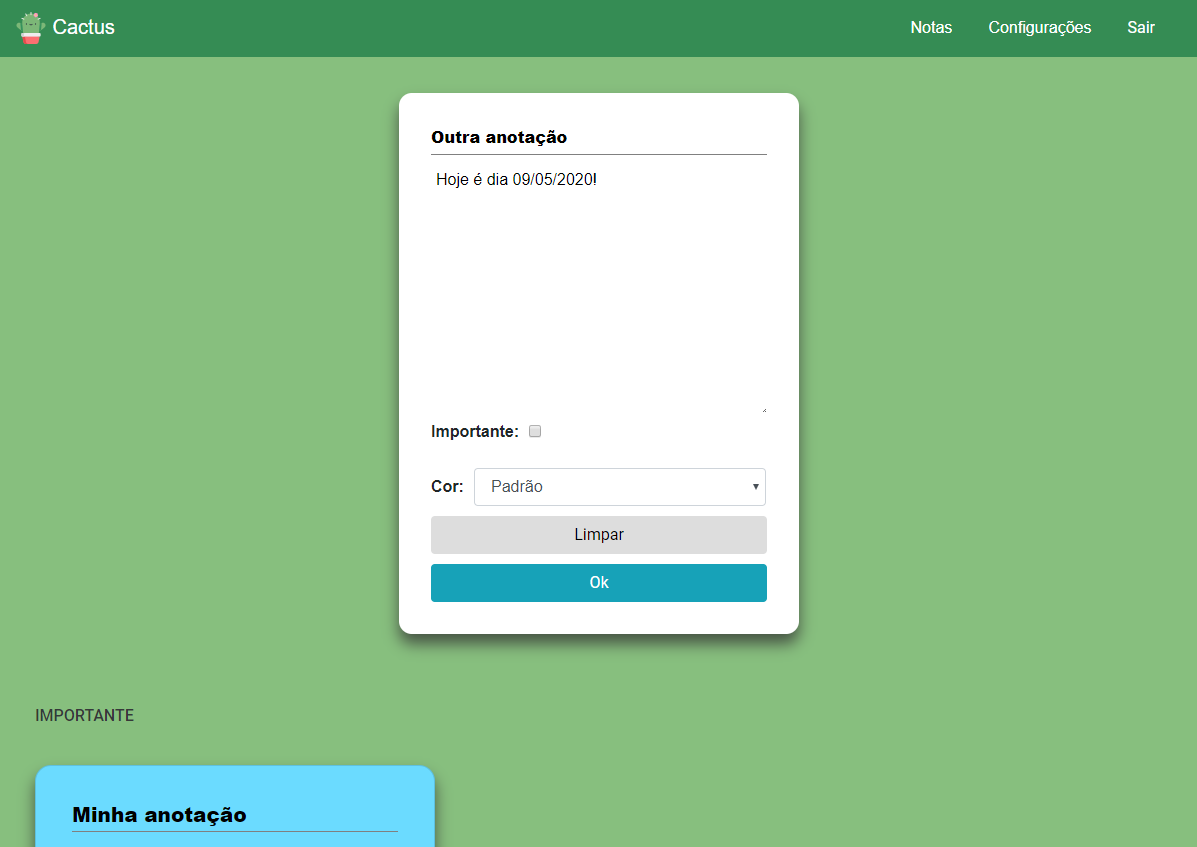 Cactus
Notas
Configurações
Sair
Outra anotação
Hoje é dia 09/05/2020!
Importante:
Cor:
Padrão
Limpar
Ok
IMPORTANTE
Minha anotação